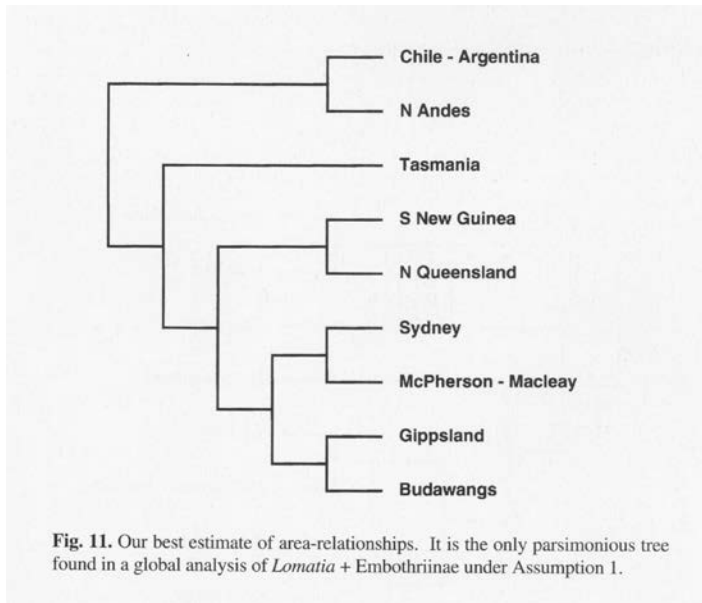 Chile - Argentina
N Andes
Tasmania
S New Guinea
N Queensland
Sydney
McPherson - Macleay
Gippsland
Budawangs
Fig. 11. Our best estimate of area-relationships. It is the only parsimonious tree
found in a global analysis of Lomatia + Embothriinae under Assumption 1.